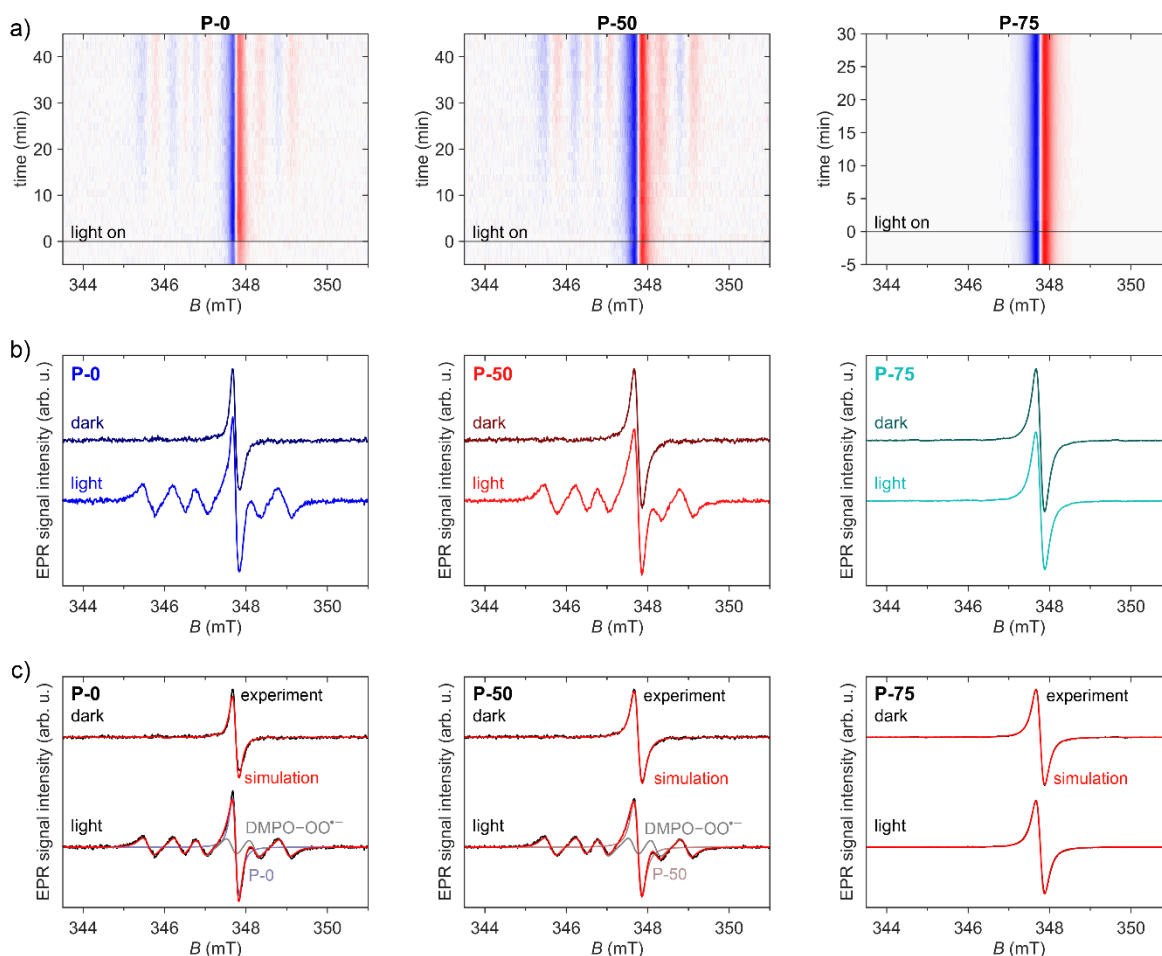 a)
P-0
P-50
P-75
time (min)
40
20
0
light on
344 346 348 350
B (mT)
time (min)
40
20
0
light on
344 346 348 350
B (mT)
time (min)
30
25
20
15
10
5
0
-5
light on
344 346 348 350
B (mT)
b)
EPR signal intensity (arb. u.)
P-0
dark
light
344 346 348 350
B (mT)
EPR signal intensity (arb. u.)
P-50
dark
light
344 346 348 350
B (mT)
EPR signal intensity (arb. u.)
P-75
dark
light
344 346 348 350
B (mT)
c)
EPR signal intensity (arb. u.)
P-0
dark
experiment
simulation
light
DMPO−OO•−
P-0
344 346 348 350
B (mT)
EPR signal intensity (arb. u.)
P-50
dark
experiment
simulation
light
DMPO−OO•−
P-50
344 346 348 350
B (mT)
EPR signal intensity (arb. u.)
P-75
dark
experiment
simulation
light
344 346 348 350
B (mT)